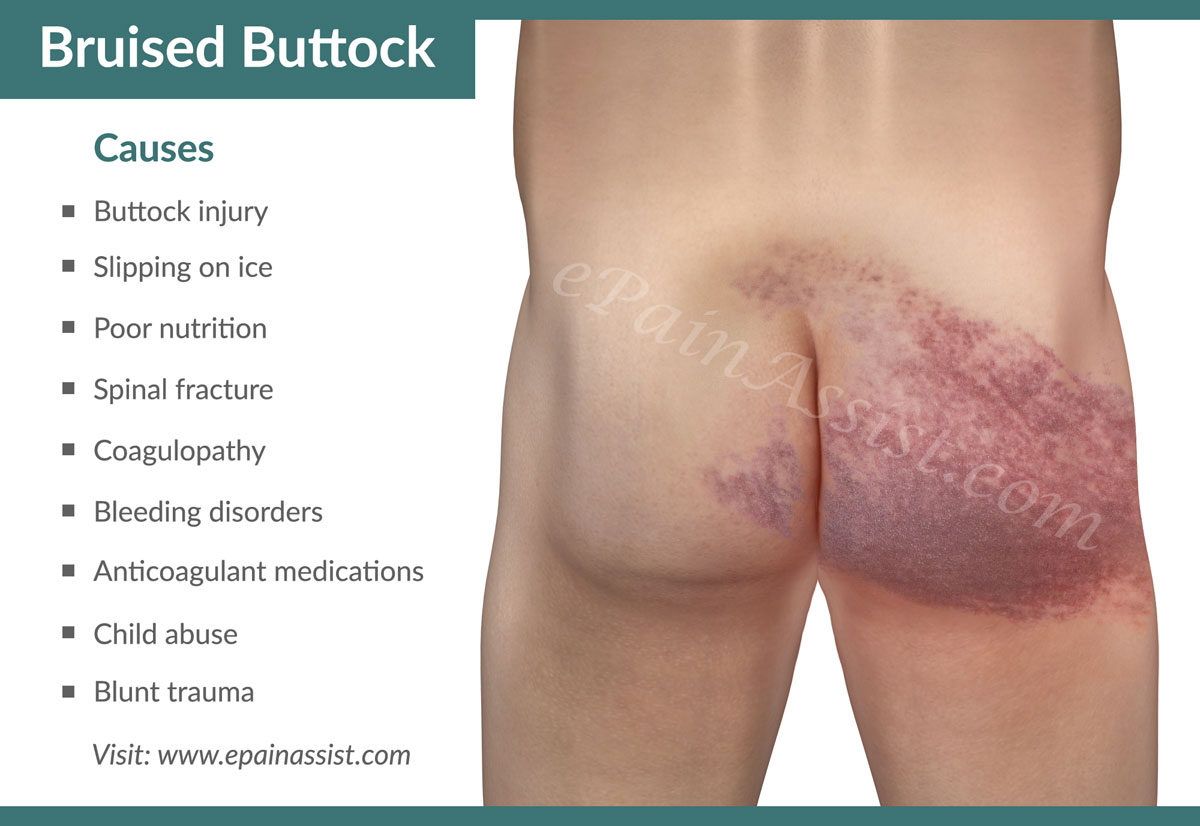 Bruised Buttock
Causes
Buttock injury
Slipping on ice
Poor nutrition
Spinal fracture
Coagulopathy
Bleeding disorders
Anticoagulant medications
Child abuse
Blunt trauma
Visit: www.epainassist.com
ePainAssist.com